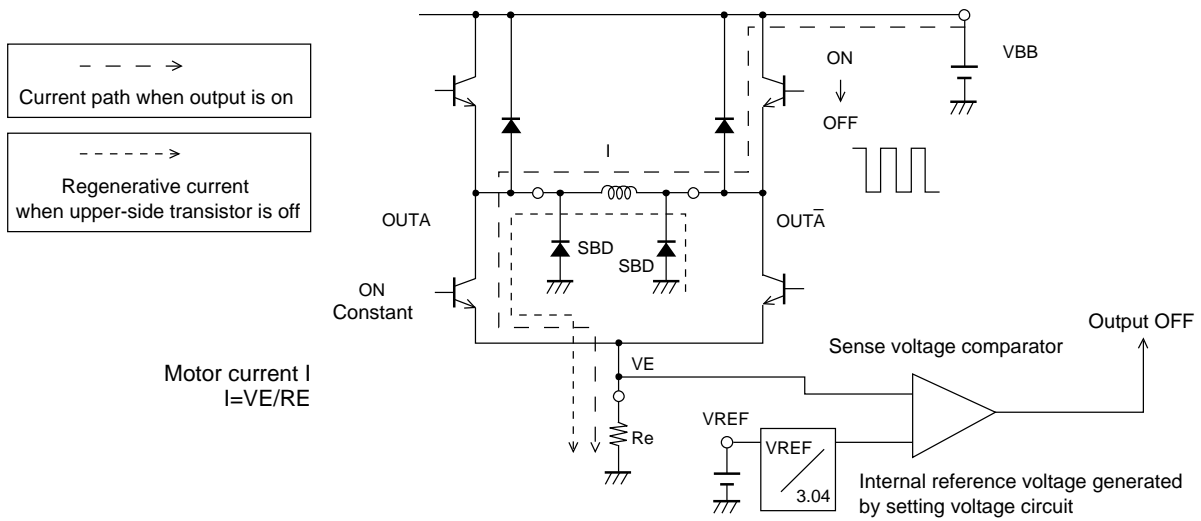 Current path when output is on
Regenerative current
when upper-side transistor is off
VBB
ON
OFF
I
OUTA
OUTA̅
SBD
SBD
ON
Constant
Motor current I
I=VE/RE
VE
Re
Sense voltage comparator
Output OFF
VREF
VREF
3.04
Internal reference voltage generated
by setting voltage circuit